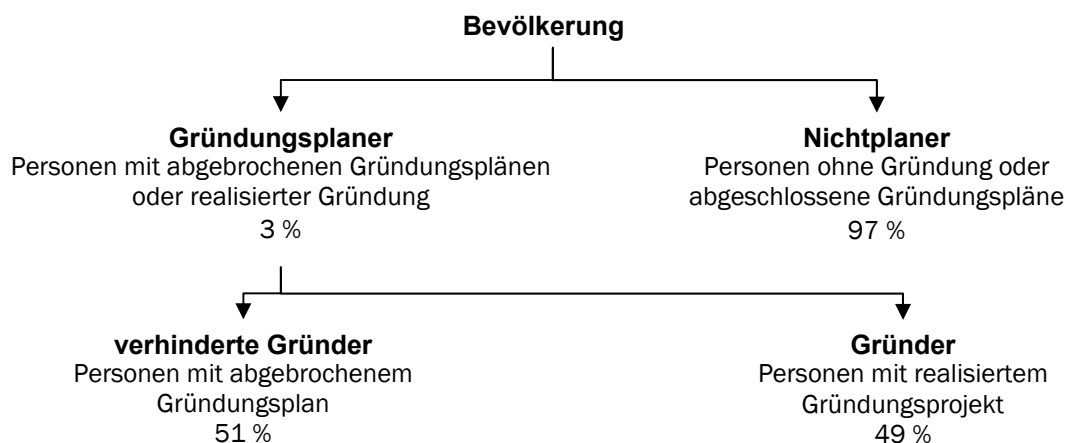 Bevölkerung
Gründungsplaner
Personen mit abgebrochenen Gründungsplänen
oder realisierter Gründung
3 %
Nichtplaner
Personen ohne Gründung oder
abgeschlossene Gründungspläne
97 %
verhinderte Gründer
Personen mit abgebrochenem
Gründungsplan
51 %
Gründer
Personen mit realisiertem
Gründungsprojekt
49 %